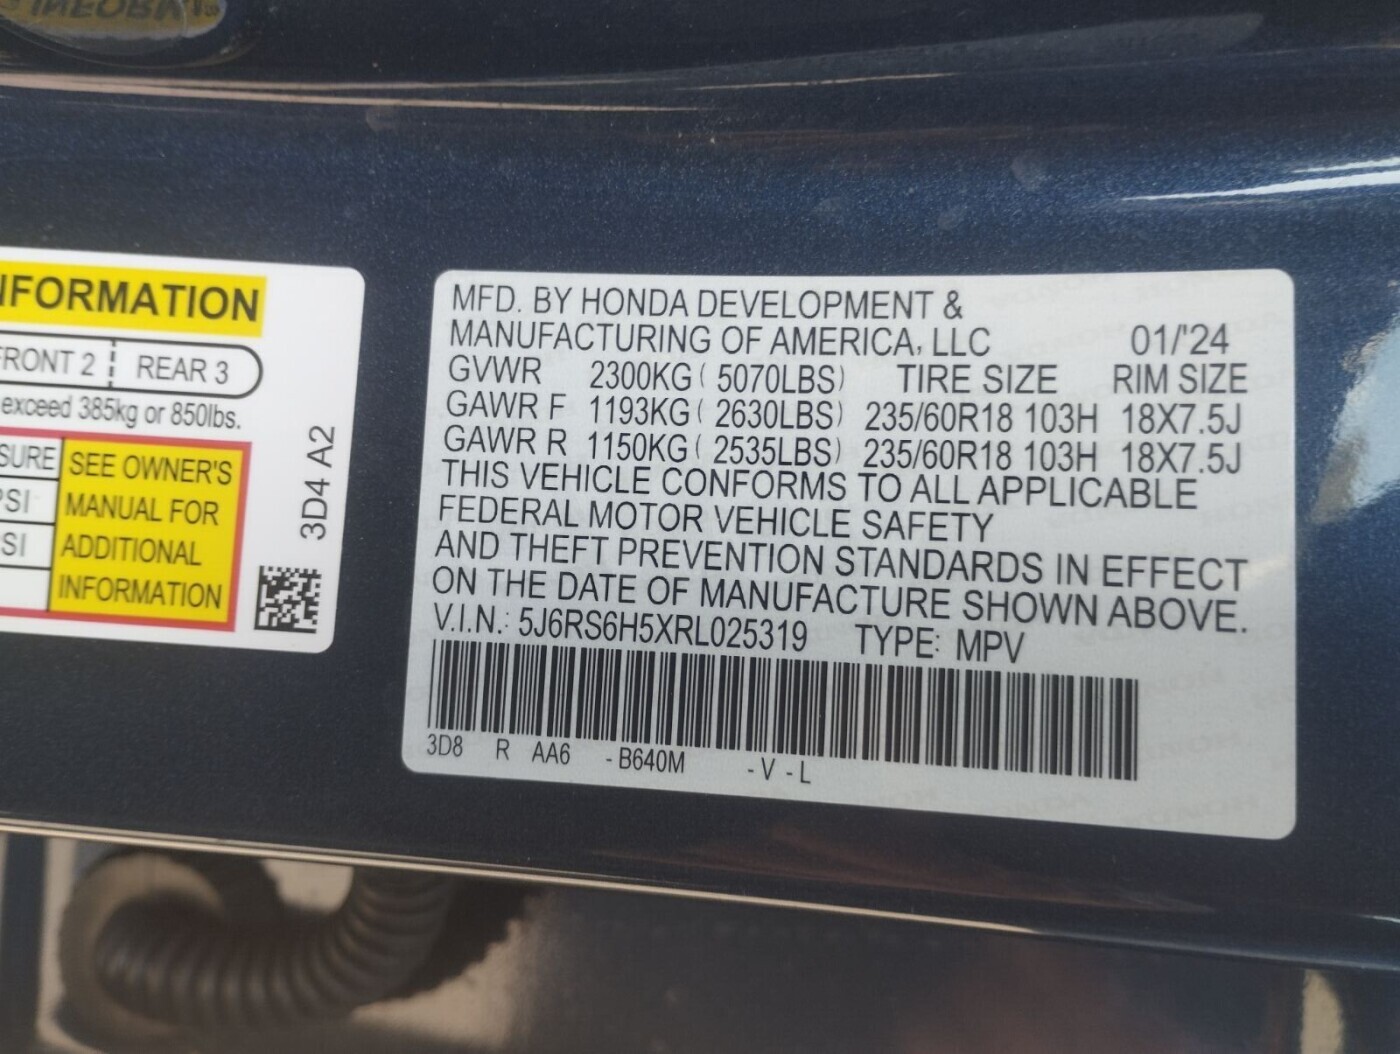 NFORMATION
FRONT 2 REAR 3
exceed 385kg or 850lbs.
SURE
PSI
SI
SEE OWNER'S
MANUAL FOR
ADDITIONAL
INFORMATION
3D4 A2
MFD. BY HONDA DEVELOPMENT &
MANUFACTURING OF AMERICA, LLC 01/'24
GVWR 2300KG ( 5070LBS) TIRE SIZE RIM SIZE
GAWR F 1193KG ( 2630LBS) 235/60R18 103H 18X7.5J
GAWR R 1150KG ( 2535LBS) 235/60R18 103H 18X7.5J
THIS VEHICLE CONFORMS TO ALL APPLICABLE
FEDERAL MOTOR VEHICLE SAFETY
AND THEFT PREVENTION STANDARDS IN EFFECT
ON THE DATE OF MANUFACTURE SHOWN ABOVE.
V.I.N.: 5J6RS6H5XRL025319 TYPE: MPV
3D8 R AA6 -B640M -V -L